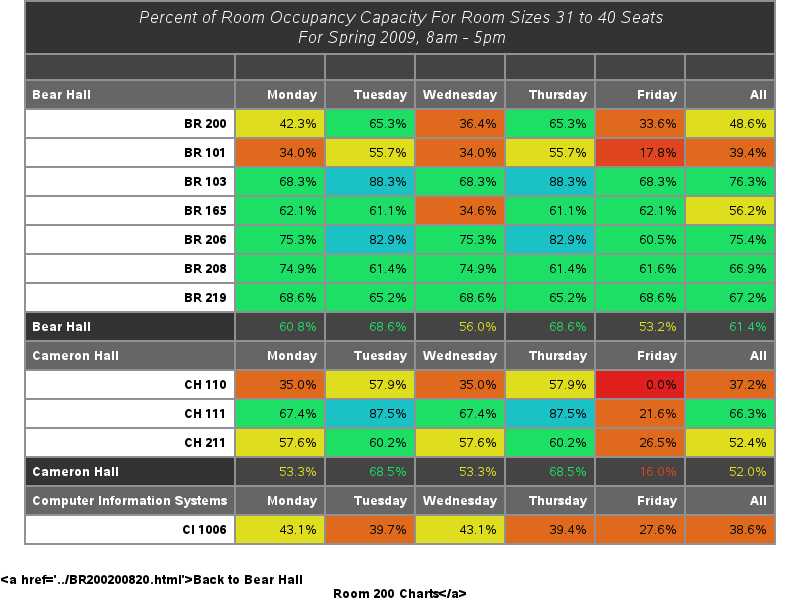 Percent of Room Occupancy Capacity For Room Sizes 31 to 40 Seats
For Spring 2009, 8am - 5pm
Bear Hall Monday Tuesday Wednesday Thursday Friday All
BR 200 42.3% 65.3% 36.4% 65.3% 33.6% 48.6%
BR 101 34.0% 55.7% 34.0% 55.7% 17.8% 39.4%
BR 103 68.3% 88.3% 68.3% 88.3% 68.3% 76.3%
BR 165 62.1% 61.1% 34.6% 61.1% 62.1% 56.2%
BR 206 75.3% 82.9% 75.3% 82.9% 60.5% 75.4%
BR 208 74.9% 61.4% 74.9% 61.4% 61.6% 66.9%
BR 219 68.6% 65.2% 68.6% 65.2% 68.6% 67.2%
Bear Hall 60.8% 68.6% 56.0% 68.6% 53.2% 61.4%
Cameron Hall Monday Tuesday Wednesday Thursday Friday All
CH 110 35.0% 57.9% 35.0% 57.9% 0.0% 37.2%
CH 111 67.4% 87.5% 67.4% 87.5% 21.6% 66.3%
CH 211 57.6% 60.2% 57.6% 60.2% 26.5% 52.4%
Cameron Hall 53.3% 68.5% 53.3% 68.5% 16.0% 52.0%
Computer Information Systems Monday Tuesday Wednesday Thursday Friday All
CI 1006 43.1% 39.7% 43.1% 39.4% 27.6% 38.6%
<a href='../BR200200820.html'>Back to Bear Hall
Room 200 Charts</a>